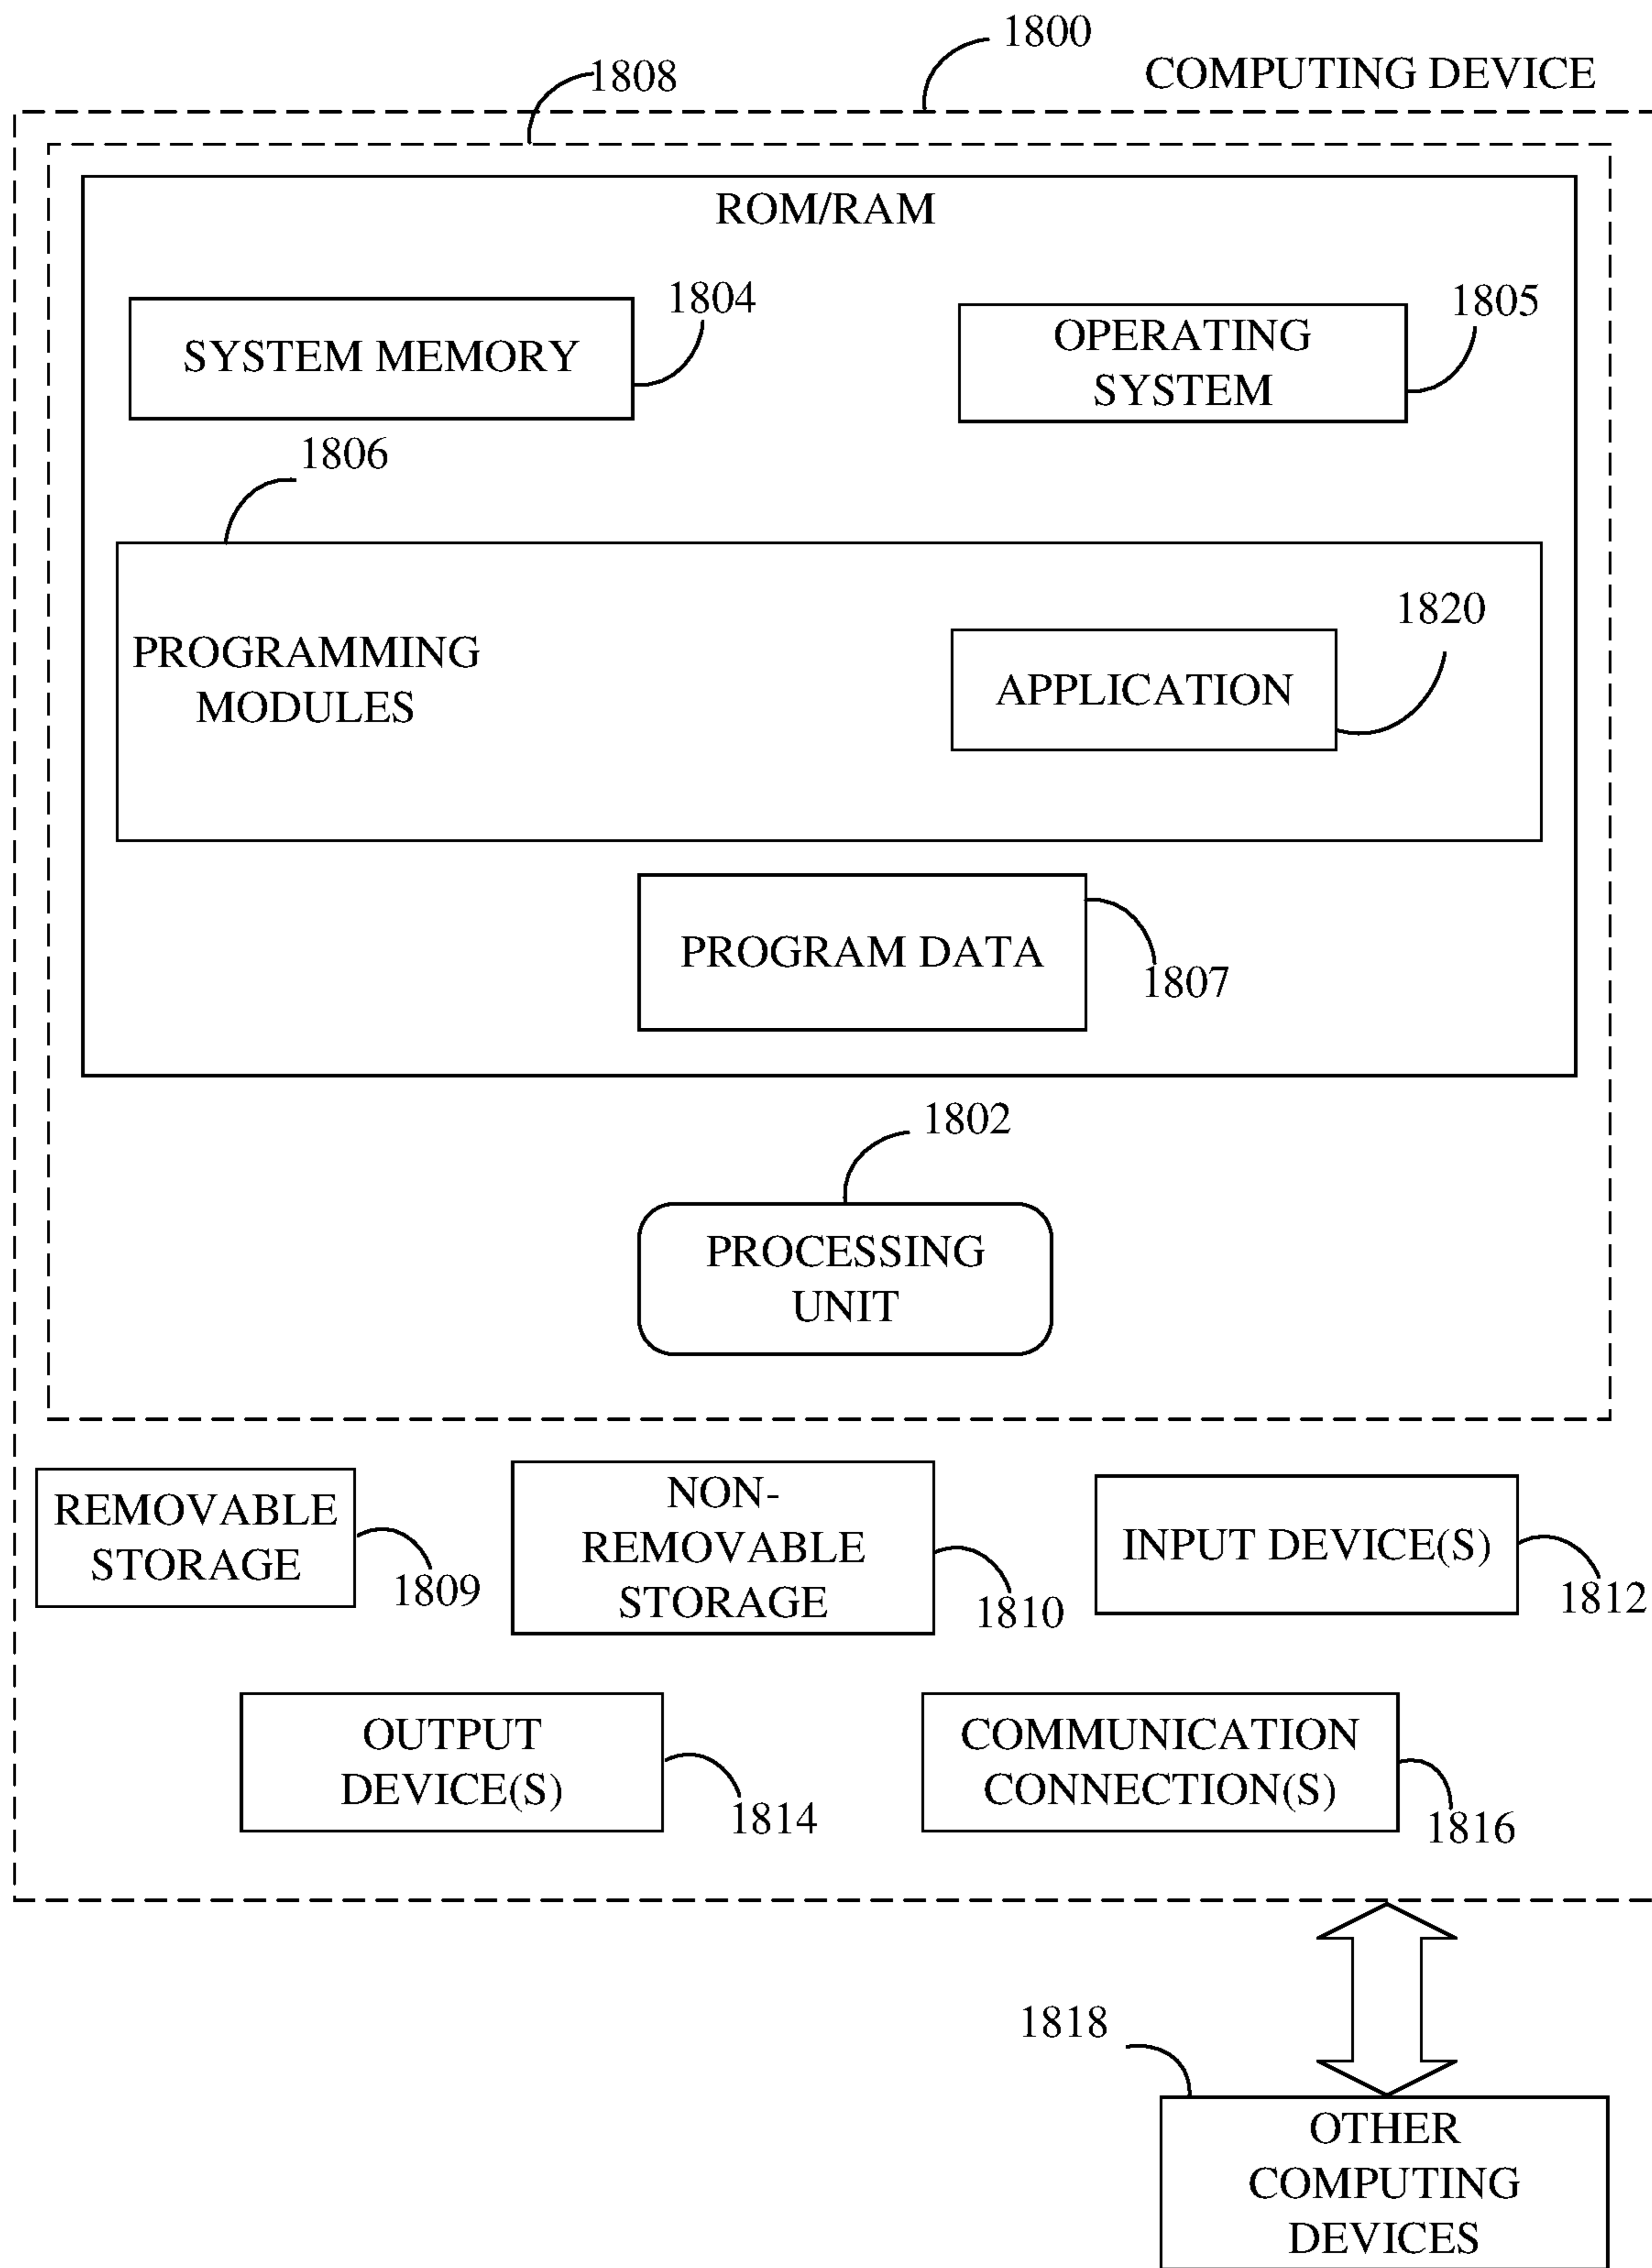 1800
COMPUTING DEVICE
1808
ROM/RAM
1804
SYSTEM MEMORY
1805
OPERATING
SYSTEM
1806
PROGRAMMING
MODULES
1820
APPLICATION
PROGRAM DATA
1807
1802
PROCESSING
UNIT
REMOVABLE
STORAGE
1809
NON-
REMOVABLE
STORAGE
1810
INPUT DEVICE(S)
1812
OUTPUT
DEVICE(S)
1814
COMMUNICATION
CONNECTION(S)
1816
1818
OTHER
COMPUTING
DEVICES